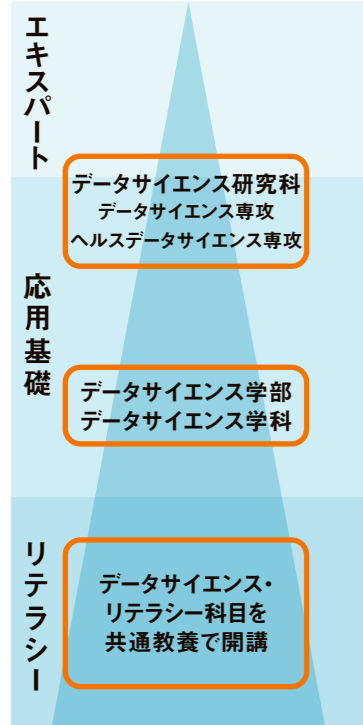 エキスパート
データサイエンス研究科
データサイエンス専攻
ヘルスデータサイエンス専攻
応用基礎
データサイエンス学部
データサイエンス学科
リテラシー
データサイエンス・
リテラシー科目を
共通教養で開講